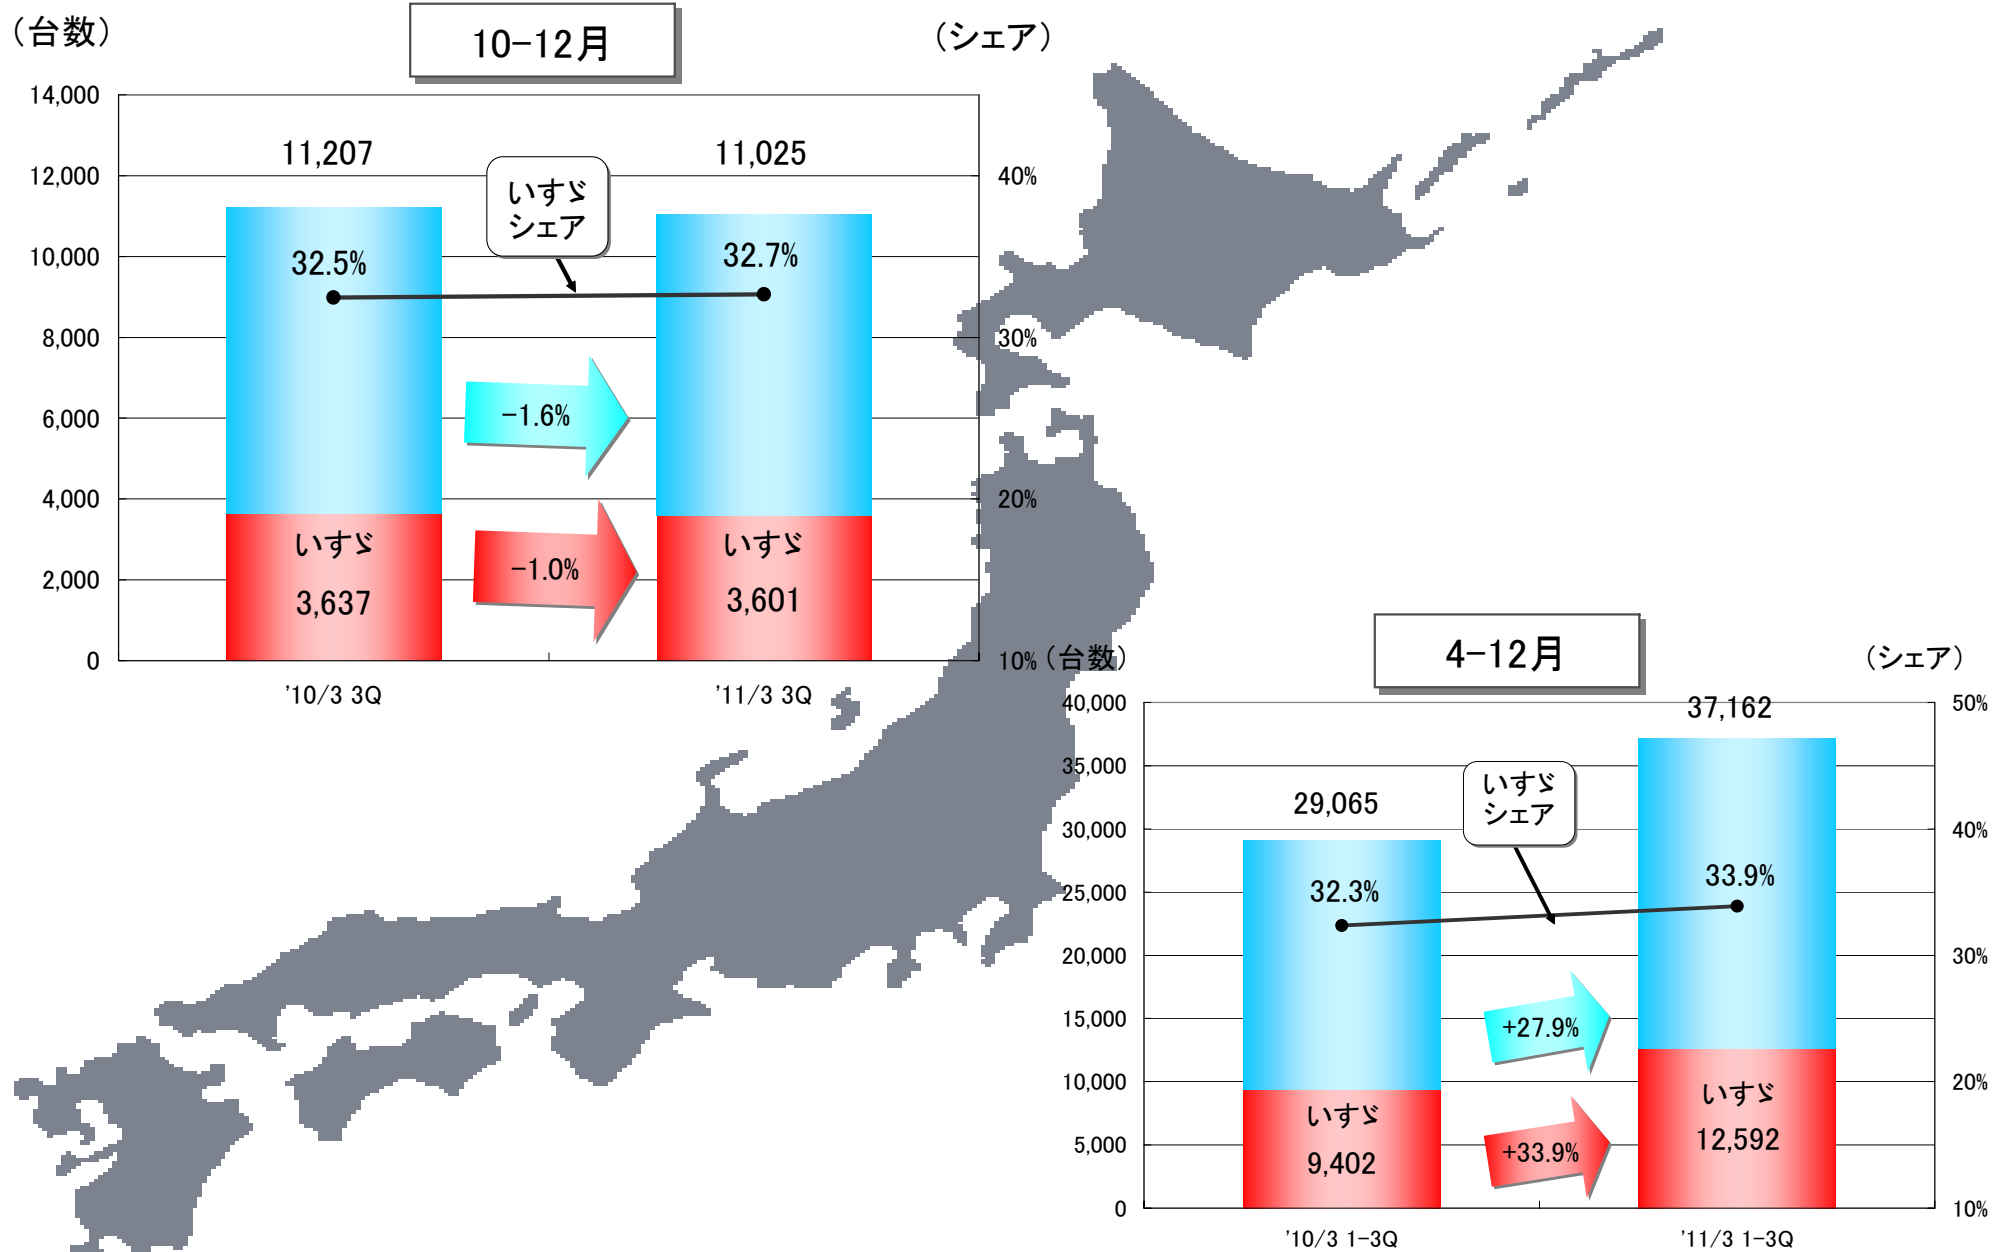 (台数)
10-12月
(シェア)
14,000
12,000
10,000
8,000
6,000
4,000
2,000
0
40%
30%
20%
10%
11,207
11,025
いすゞ
シェア
32.5%
32.7%
-1.6%
-1.0%
いすゞ
3,637
いすゞ
3,601
'10/3 3Q
'11/3 3Q
(台数)
4-12月
(シェア)
40,000
35,000
30,000
25,000
20,000
15,000
10,000
5,000
0
50%
40%
30%
20%
10%
29,065
37,162
いすゞ
シェア
32.3%
33.9%
+27.9%
+33.9%
いすゞ
9,402
いすゞ
12,592
'10/3 1-3Q
'11/3 1-3Q